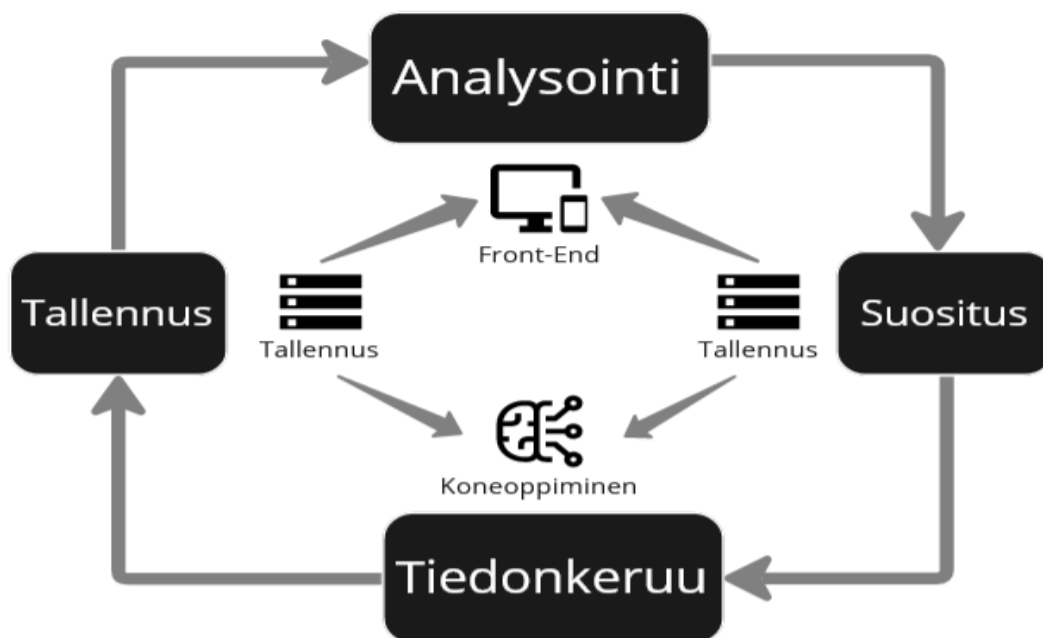 Analysointi
Front-End
Tallennus
Tallennus
Tallennus
Suositus
Koneoppiminen
Tiedonkeruu